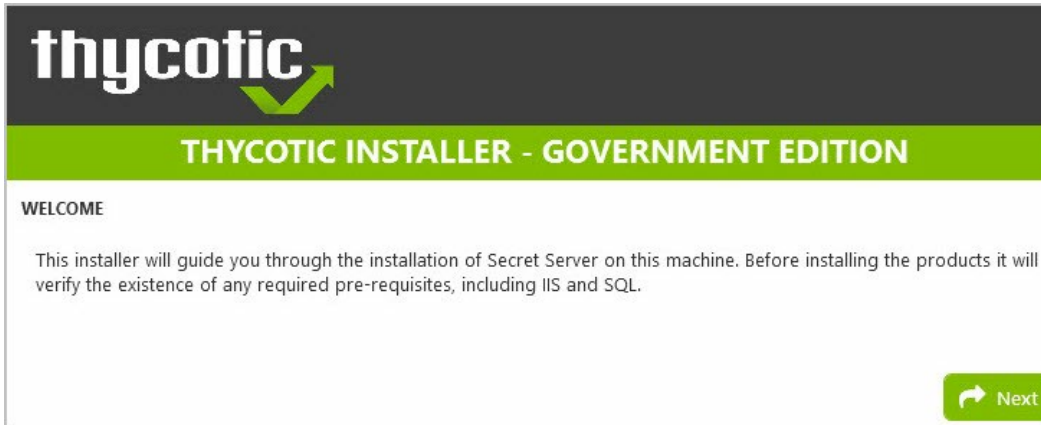 thycotic
THYCOTIC INSTALLER - GOVERNMENT EDITION
WELCOME
This installer will guide you through the installation of Secret Server on this machine. Before installing the products it will
verify the existence of any required pre-requisites, including IIS and SQL.
Next